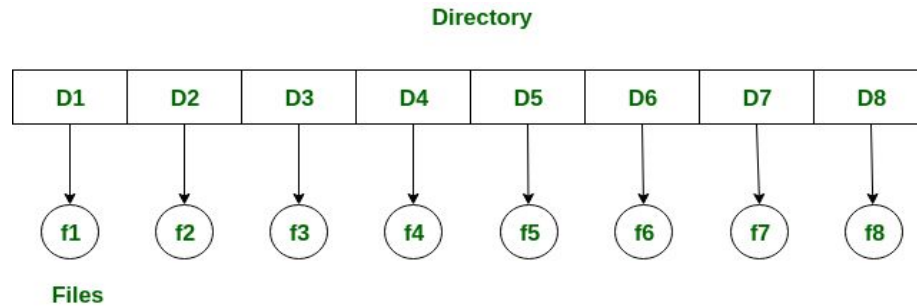 Directory
D1 D2 D3 D4 D5 D6 D7 D8
f1 f2 f3 f4 f5 f6 f7 f8
Files